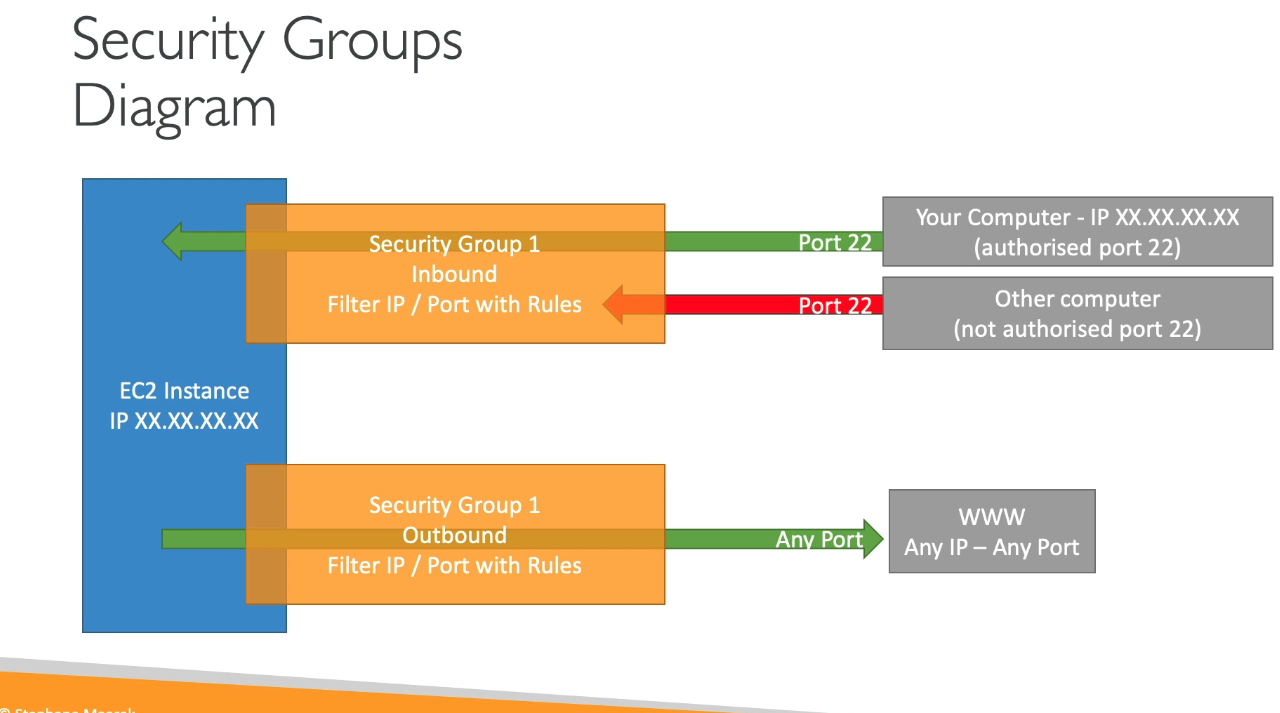 Security Groups
Diagram
Security Group 1
Inbound
Filter IP / Port with Rules
Port 22
Your Computer - IP XX.XX.XX.XX
(authorised port 22)
Port 22
Other computer
(not authorised port 22)
EC2 Instance
IP XX.XX.XX.XX
Security Group 1
Outbound
Filter IP / Port with Rules
Any Port
WWW
Any IP – Any Port
© Stephane Maarek